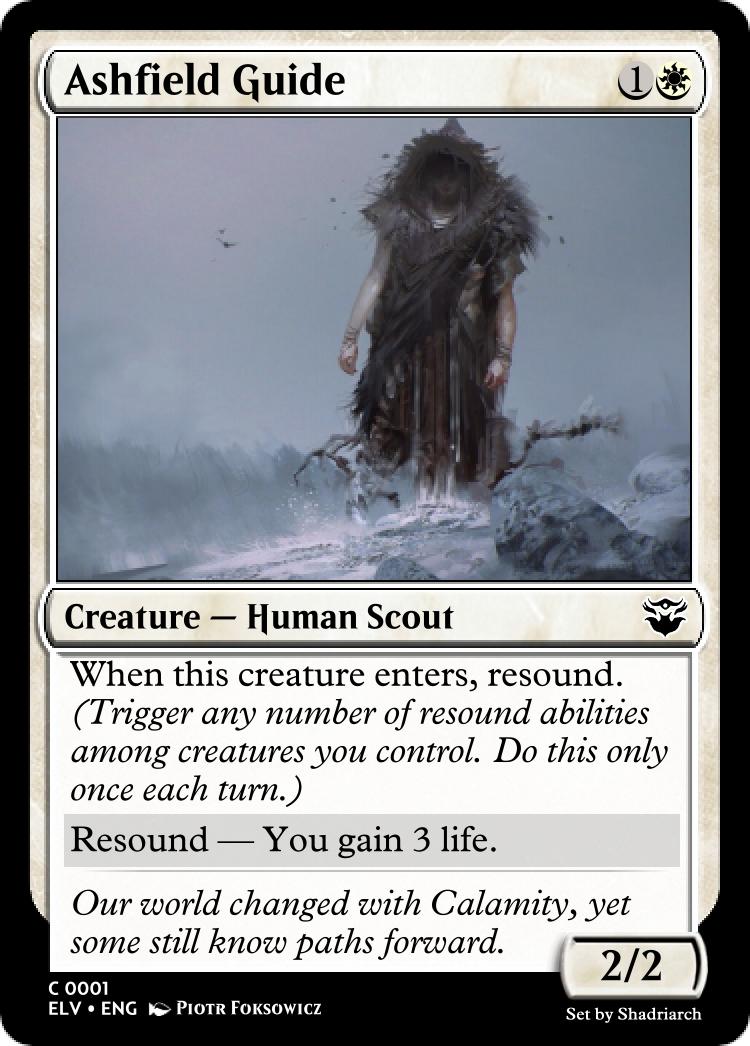 Ashfield Guide 1
Creature — Human Scout
When this creature enters, resound.
(Trigger any number of resound abilities
among creatures you control. Do this only
once each turn.)
Resound — You gain 3 life.
Our world changed with Calamity, yet
some still know paths forward.
2/2
C 0001
ELV • ENG Piotr Foksowicz
Set by Shadriarch